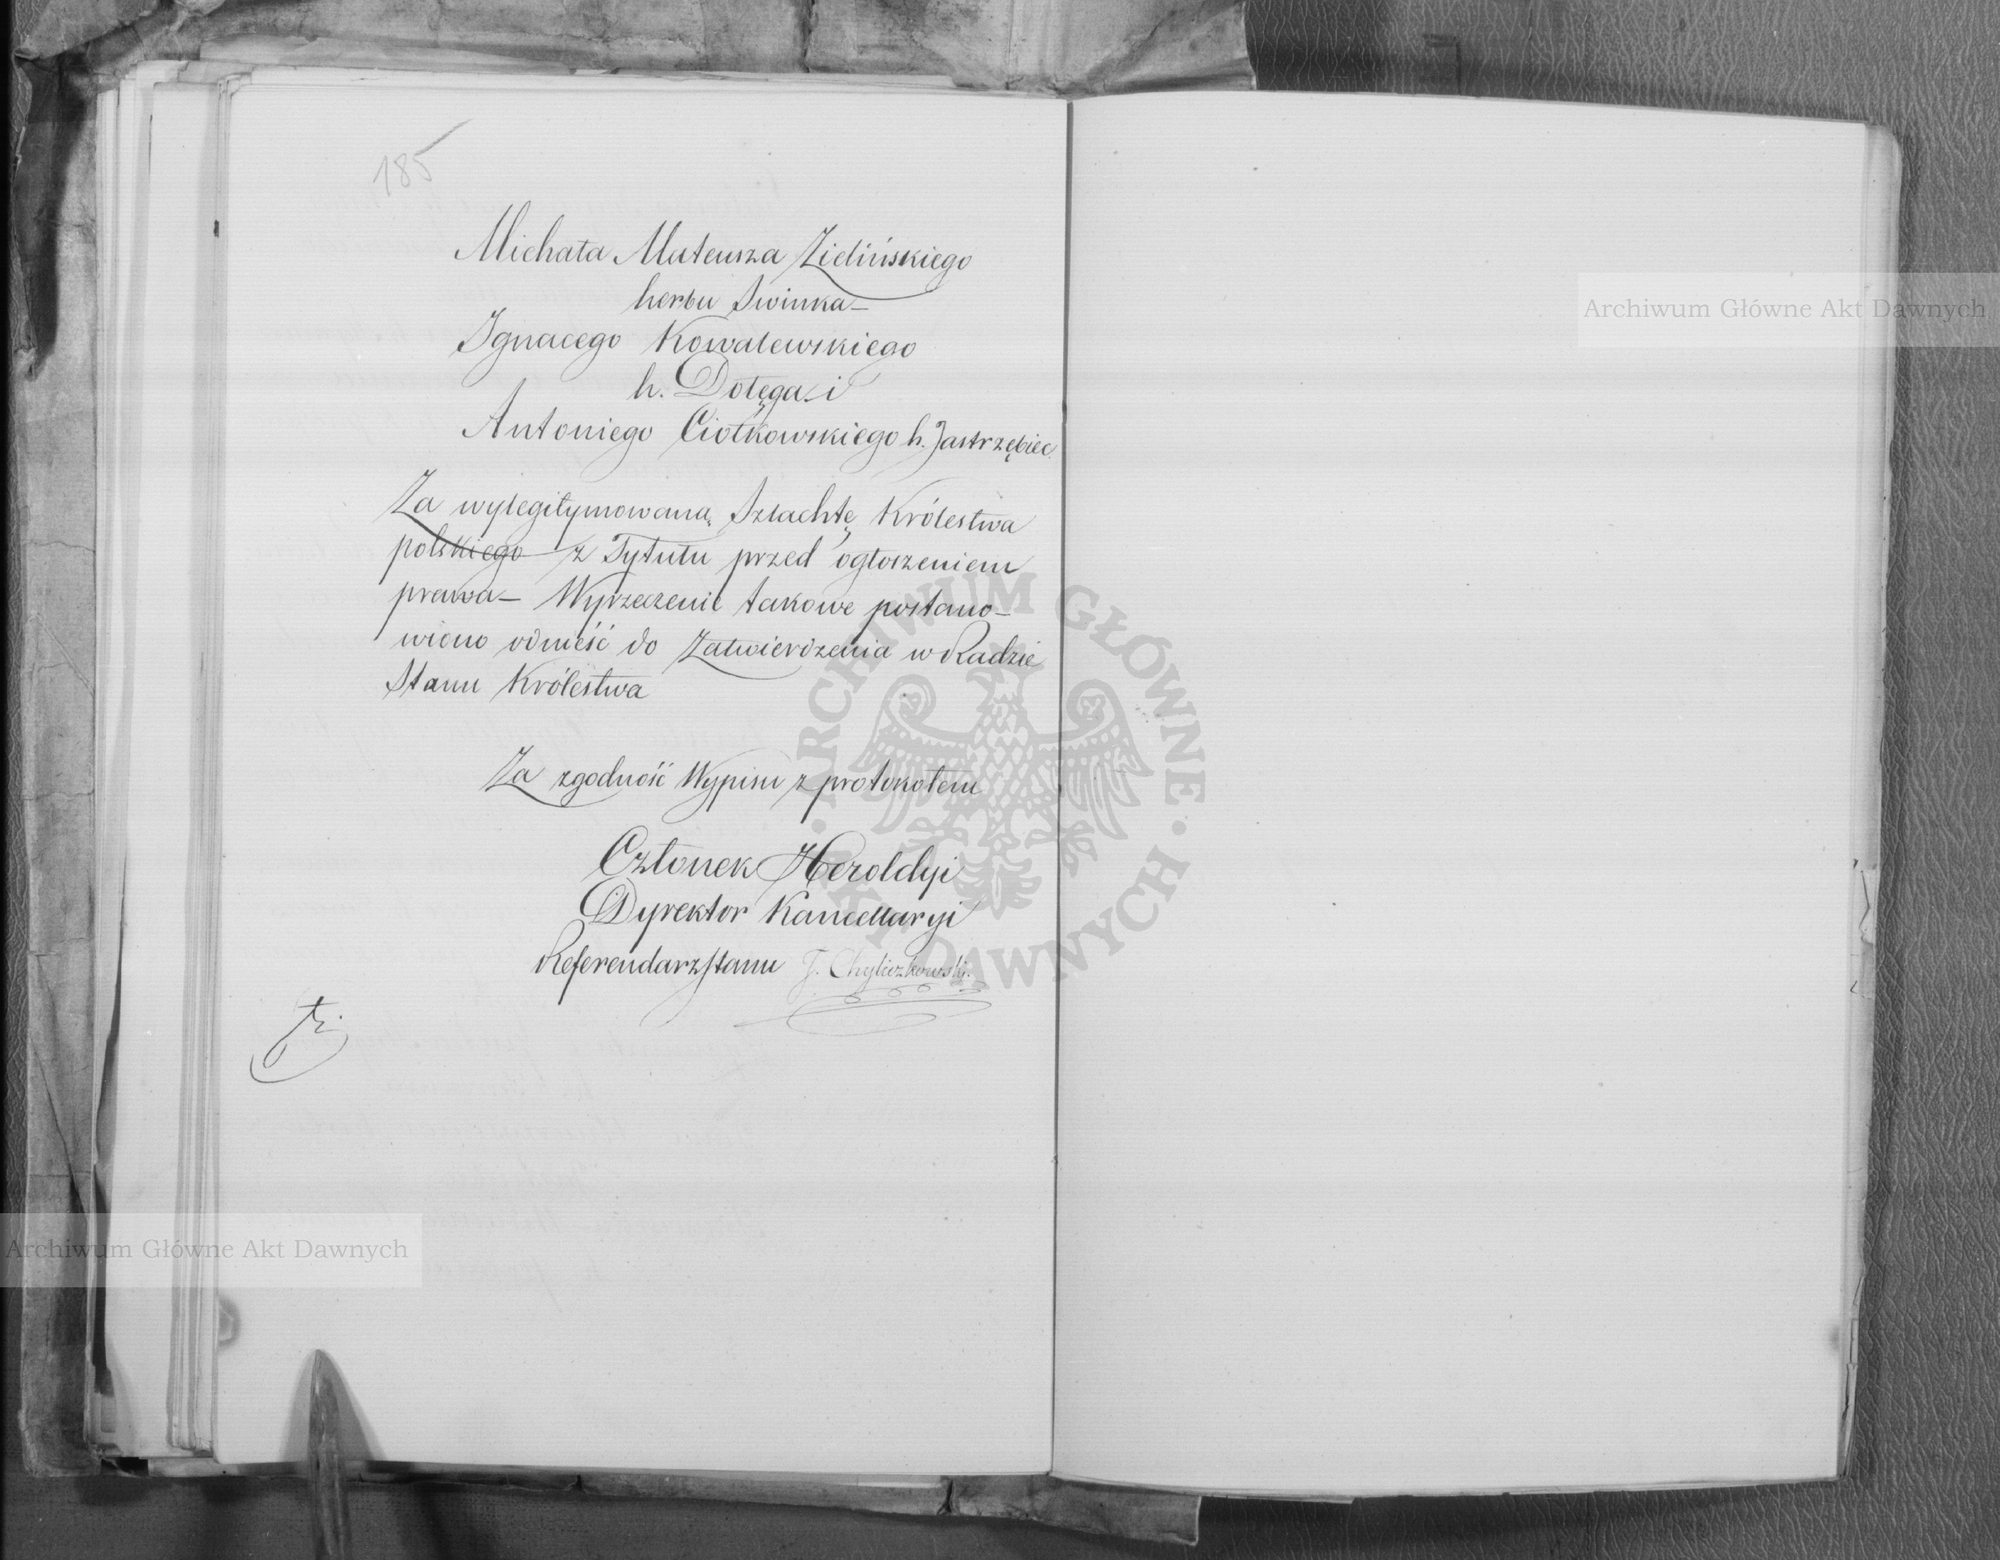 185
Michała Mateusza Zielińskiego
herbu Swinka —
Ignacego Kowalewskiego
h. Dołęga i
Antoniego Ciołkowskiego h. Jastrzębiec.
Za wylegitymowaną Szlachtę Królestwa
polskiego z Tytułu przed ogłoszeniem
prawa — Wyrzeczenie takowe postano–
wiono odnieść do Zatwierdzenia w Radzie
Stanu Królestwa
Za zgodność Wypisu z protokołem
Członek Heroldyi
Dyrektor Kancellaryi
Referendarz Stanu J. Chyliczkowski.
Archiwum Główne Akt Dawnych
Archiwum Główne Akt Dawnych
ARCHIWUM GŁÓWNE · AKT DAWNYCH ·